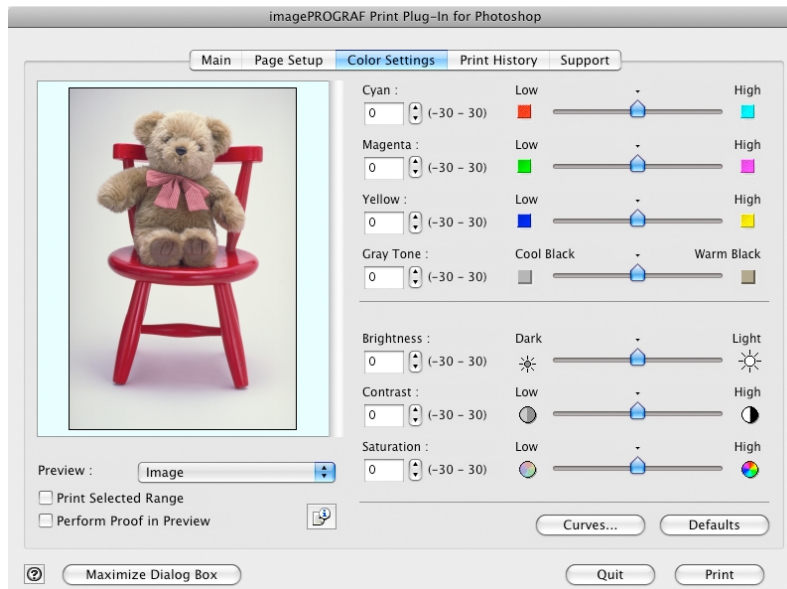 imagePROGRAF Print Plug-In for Photoshop
Main Page Setup Color Settings Print History Support
Cyan : Low High
0 (-30 – 30)
Magenta : Low High
0 (-30 – 30)
Yellow : Low High
0 (-30 – 30)
Gray Tone : Cool Black Warm Black
0 (-30 – 30)
Brightness : Dark Light
0 (-30 – 30)
Contrast : Low High
0 (-30 – 30)
Saturation : Low High
0 (-30 – 30)
Preview : Image
Print Selected Range
Perform Proof in Preview
Curves... Defaults
? Maximize Dialog Box Quit Print